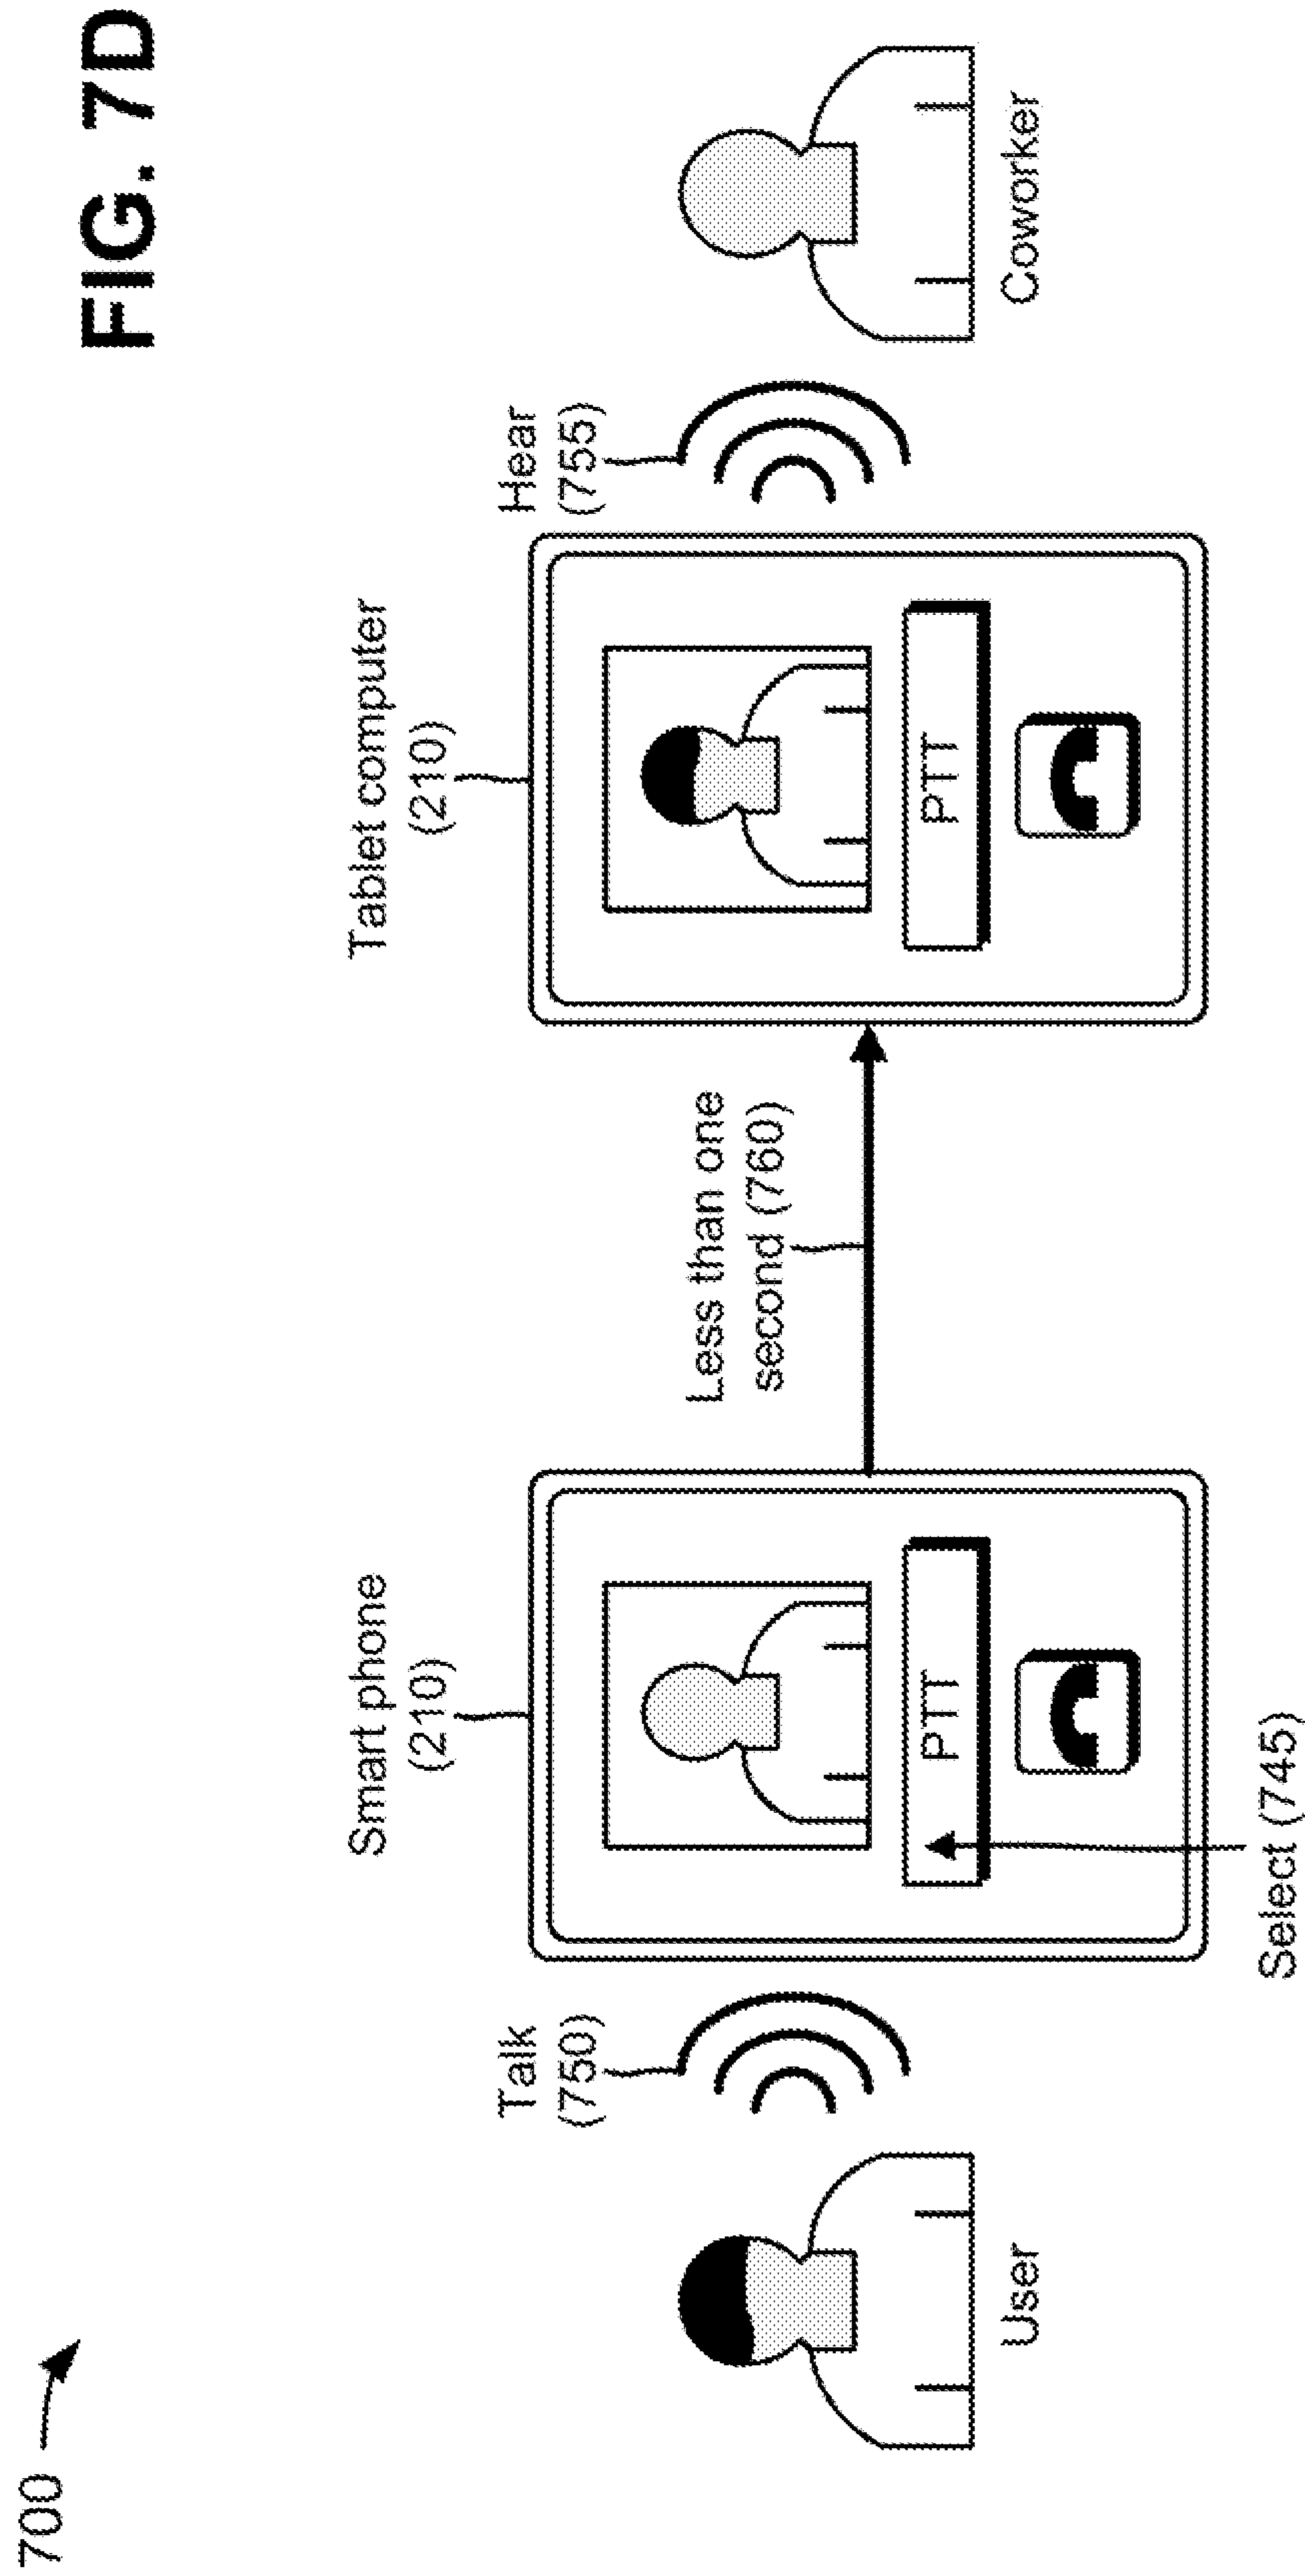 700
FIG. 7D
Smart phone
(210)
Tablet computer
(210)
Talk
(750)
Less than one
second (760)
Hear
(755)
PTT
PTT
User
Coworker
Select (745)